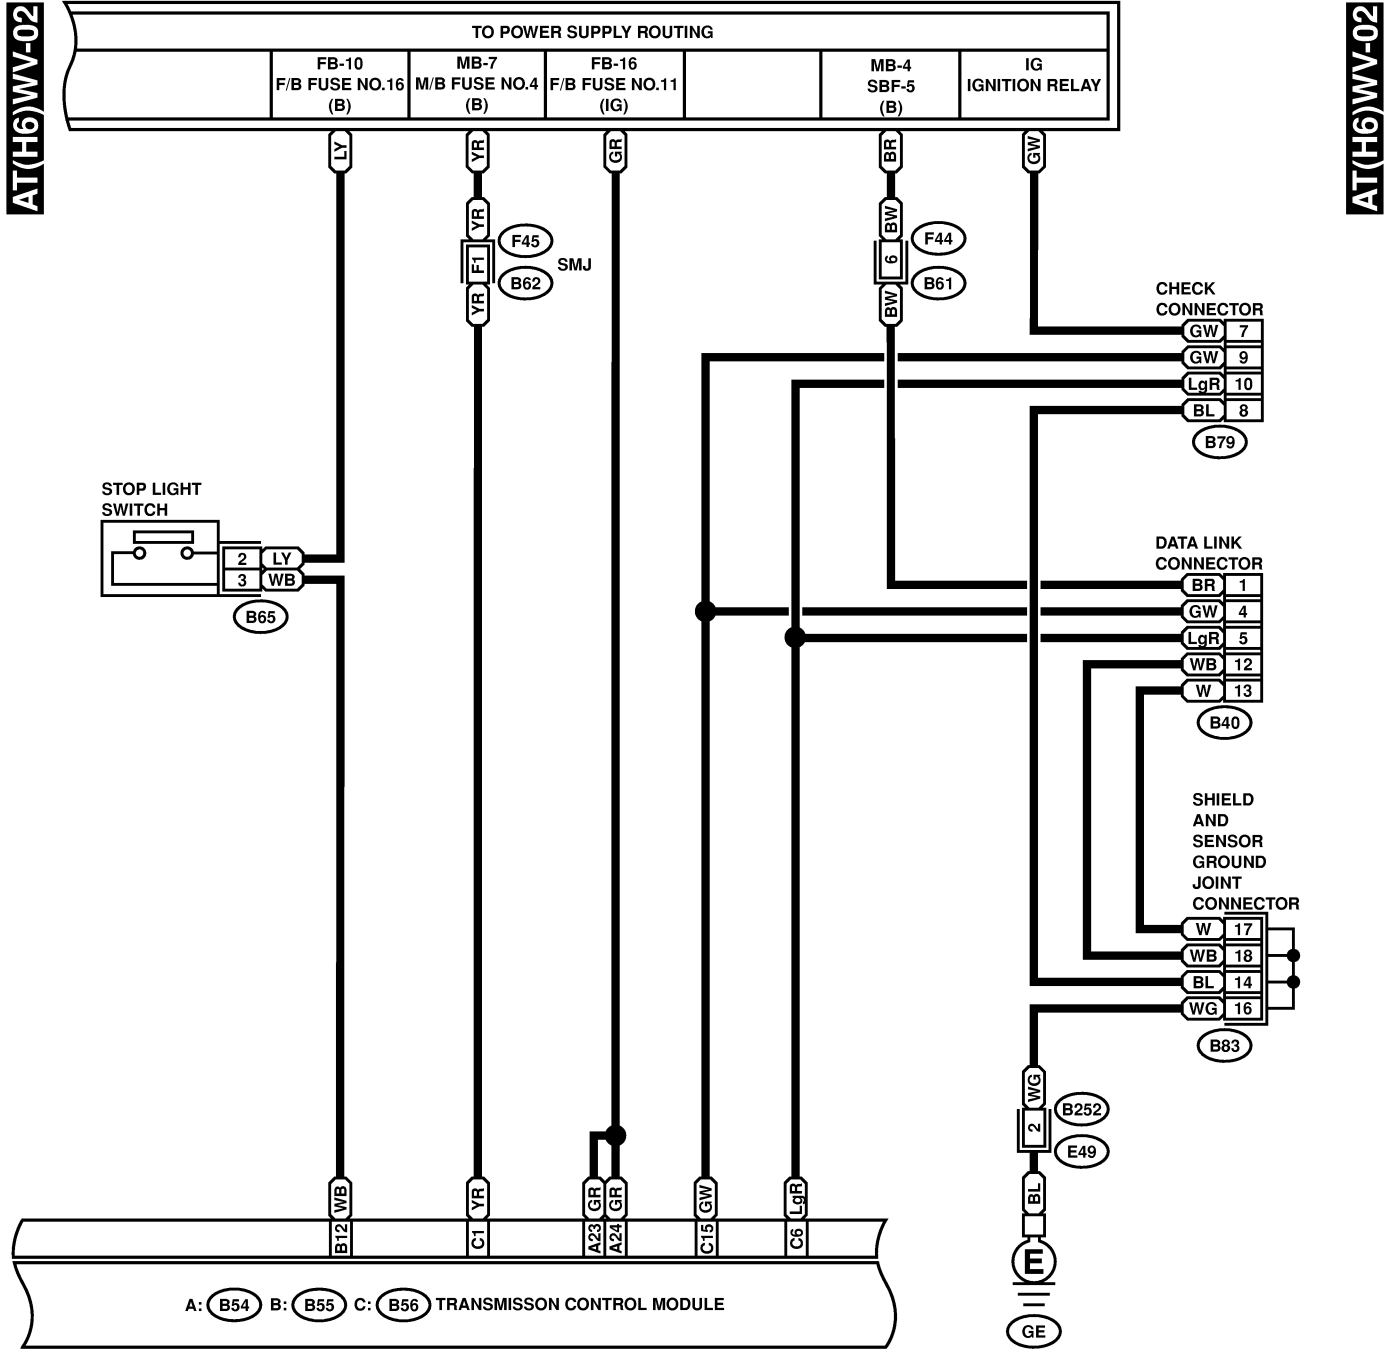 AT(H6)WV-02
AT(H6)WV-02
TO POWER SUPPLY ROUTING
FB-10
F/B FUSE NO.16
(B)
MB-7
M/B FUSE NO.4
(B)
FB-16
F/B FUSE NO.11
(IG)
MB-4
SBF-5
(B)
IG
IGNITION RELAY
LY
YR
GR
BR
GW
YR
F1
YR
F45
B62
SMJ
BW
6
BW
F44
B61
CHECK
CONNECTOR
GW 7
GW 9
LgR 10
BL 8
B79
STOP LIGHT
SWITCH
2 LY
3 WB
B65
DATA LINK
CONNECTOR
BR 1
GW 4
LgR 5
WB 12
W 13
B40
SHIELD
AND
SENSOR
GROUND
JOINT
CONNECTOR
W 17
WB 18
BL 14
WG 16
B83
WG
2
B252
E49
BL
E
GE
WB
YR
GR
GR
GW
LgR
B12
C1
A23
A24
C15
C6
A: B54 B: B55 C: B56 TRANSMISSON CONTROL MODULE